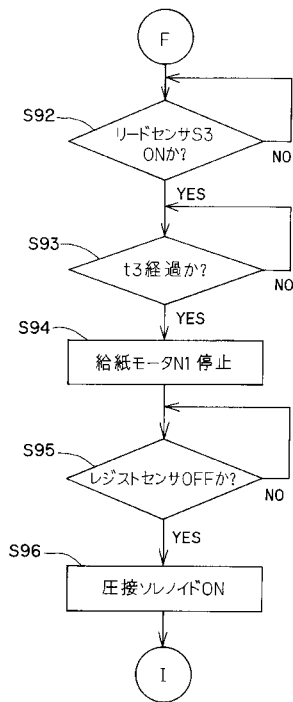 F
S92
リードセンサS3
ONか?
NO
YES
S93
t3経過か?
NO
YES
S94
給紙モータN1停止
S95
レジストセンサOFFか?
NO
YES
S96
圧接ソレノイドON
I